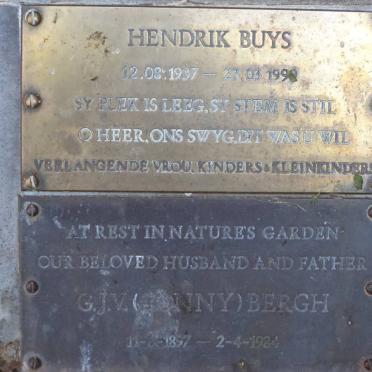 HENDRIK BUYS
12.08.1937 — 27.03.1998
SY PLEK IS LEEG, SY STEM IS STIL
O HEER, ONS SWYG, DIT WAS U WIL
VERLANGENDE VROU, KINDERS & KLEINKINDERS
AT REST IN NATURE'S GARDEN
OUR BELOVED HUSBAND AND FATHER
G.J.V. ( BERGH
2-4-1984